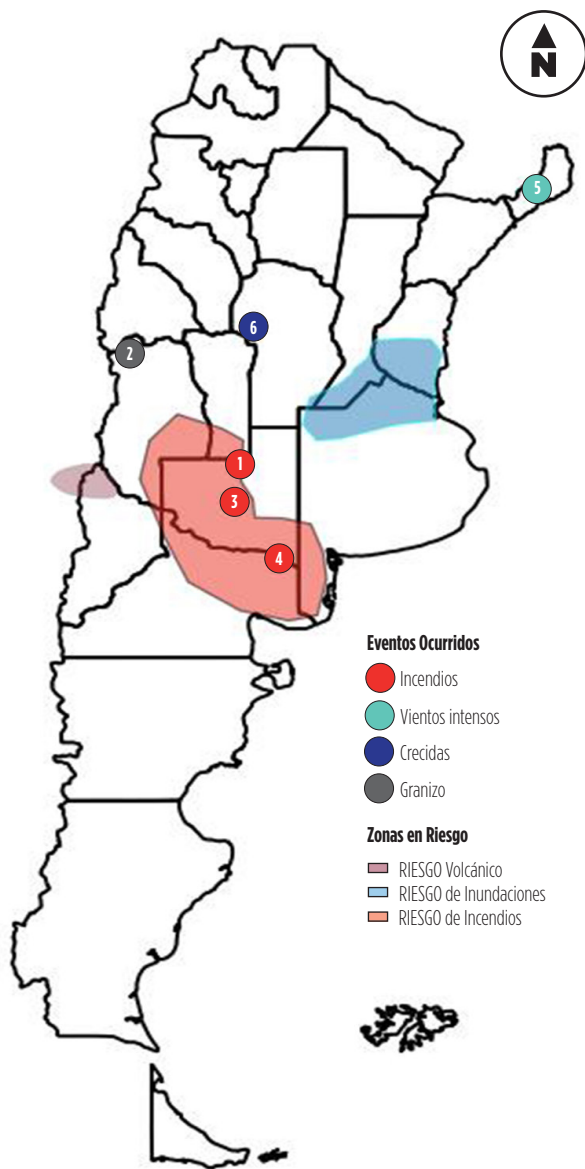 N
5
6
2
1
3
4
Eventos Ocurridos
Incendios
Vientos intensos
Crecidas
Granizo
Zonas en Riesgo
RIESGO Volcánico
RIESGO de Inundaciones
RIESGO de Incendios